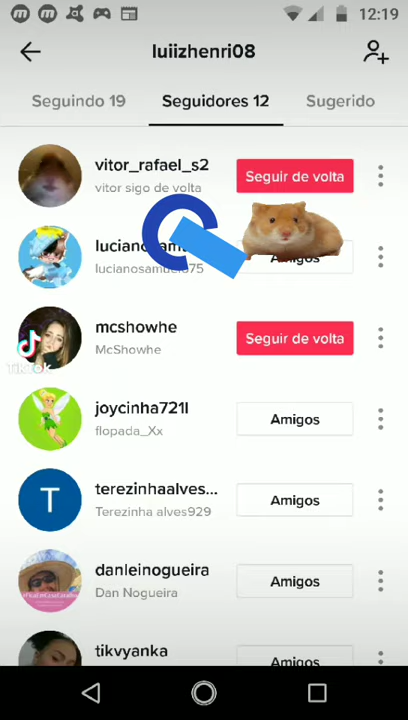 12:19
luiizhenri08
Seguindo 19
Seguidores 12
Sugerido
vitor_rafael_s2
vitor sigo de volta
Seguir de volta
Amigos
mcshowhe
McShowhe
Seguir de volta
TikTok
joycinha721l
flopada_Xx
Amigos
T
terezinhaalves...
Terezinha alves929
Amigos
danleinogueira
Dan Nogueira
Amigos
tikvyanka
Amigos